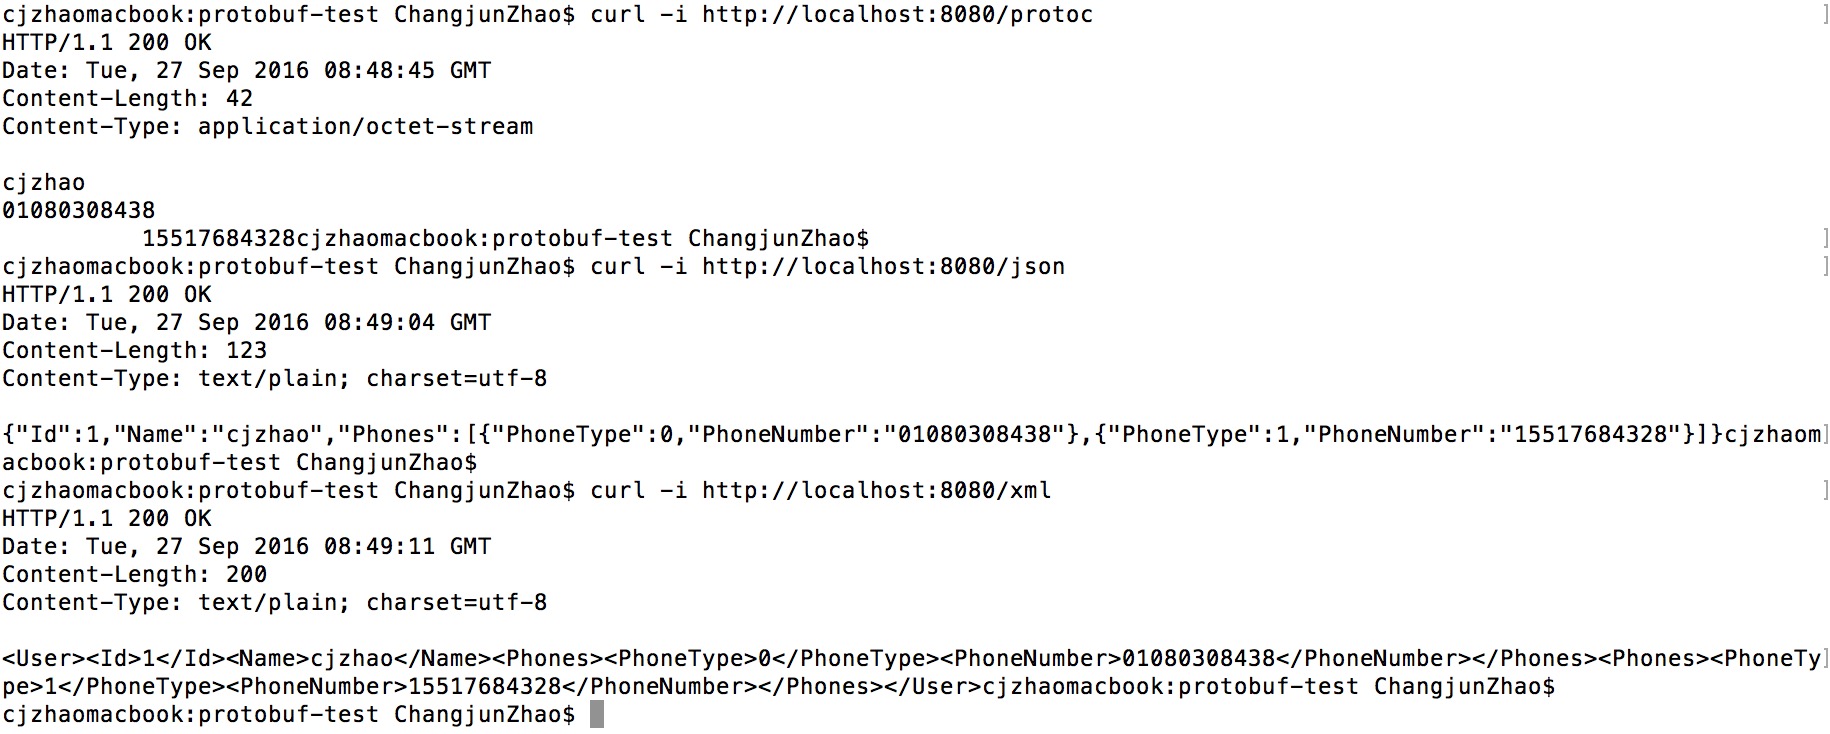 cjzhaomacbook:protobuf-test ChangjunZhao$ curl -i http://localhost:8080/protoc ]
HTTP/1.1 200 OK
Date: Tue, 27 Sep 2016 08:48:45 GMT
Content-Length: 42
Content-Type: application/octet-stream
cjzhao
01080308438
15517684328cjzhaomacbook:protobuf-test ChangjunZhao$ ]
cjzhaomacbook:protobuf-test ChangjunZhao$ curl -i http://localhost:8080/json ]
HTTP/1.1 200 OK
Date: Tue, 27 Sep 2016 08:49:04 GMT
Content-Length: 123
Content-Type: text/plain; charset=utf-8
{"Id":1,"Name":"cjzhao","Phones":[{"PhoneType":0,"PhoneNumber":"01080308438"},{"PhoneType":1,"PhoneNumber":"15517684328"}]}cjzhaom]
acbook:protobuf-test ChangjunZhao$
cjzhaomacbook:protobuf-test ChangjunZhao$ curl -i http://localhost:8080/xml ]
HTTP/1.1 200 OK
Date: Tue, 27 Sep 2016 08:49:11 GMT
Content-Length: 200
Content-Type: text/plain; charset=utf-8
<User><Id>1</Id><Name>cjzhao</Name><Phones><PhoneType>0</PhoneType><PhoneNumber>01080308438</PhoneNumber></Phones><Phones><PhoneTy]
pe>1</PhoneType><PhoneNumber>15517684328</PhoneNumber></Phones></User>cjzhaomacbook:protobuf-test ChangjunZhao$
cjzhaomacbook:protobuf-test ChangjunZhao$